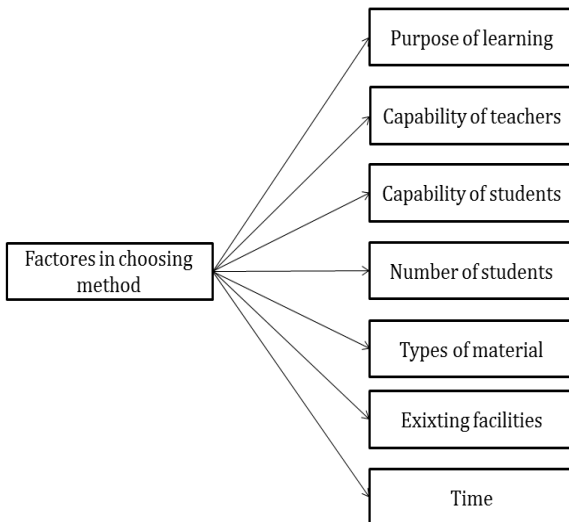 Purpose of learning
Capability of teachers
Capability of students
Factores in choosing
method
Number of students
Types of material
Exixting facilities
Time